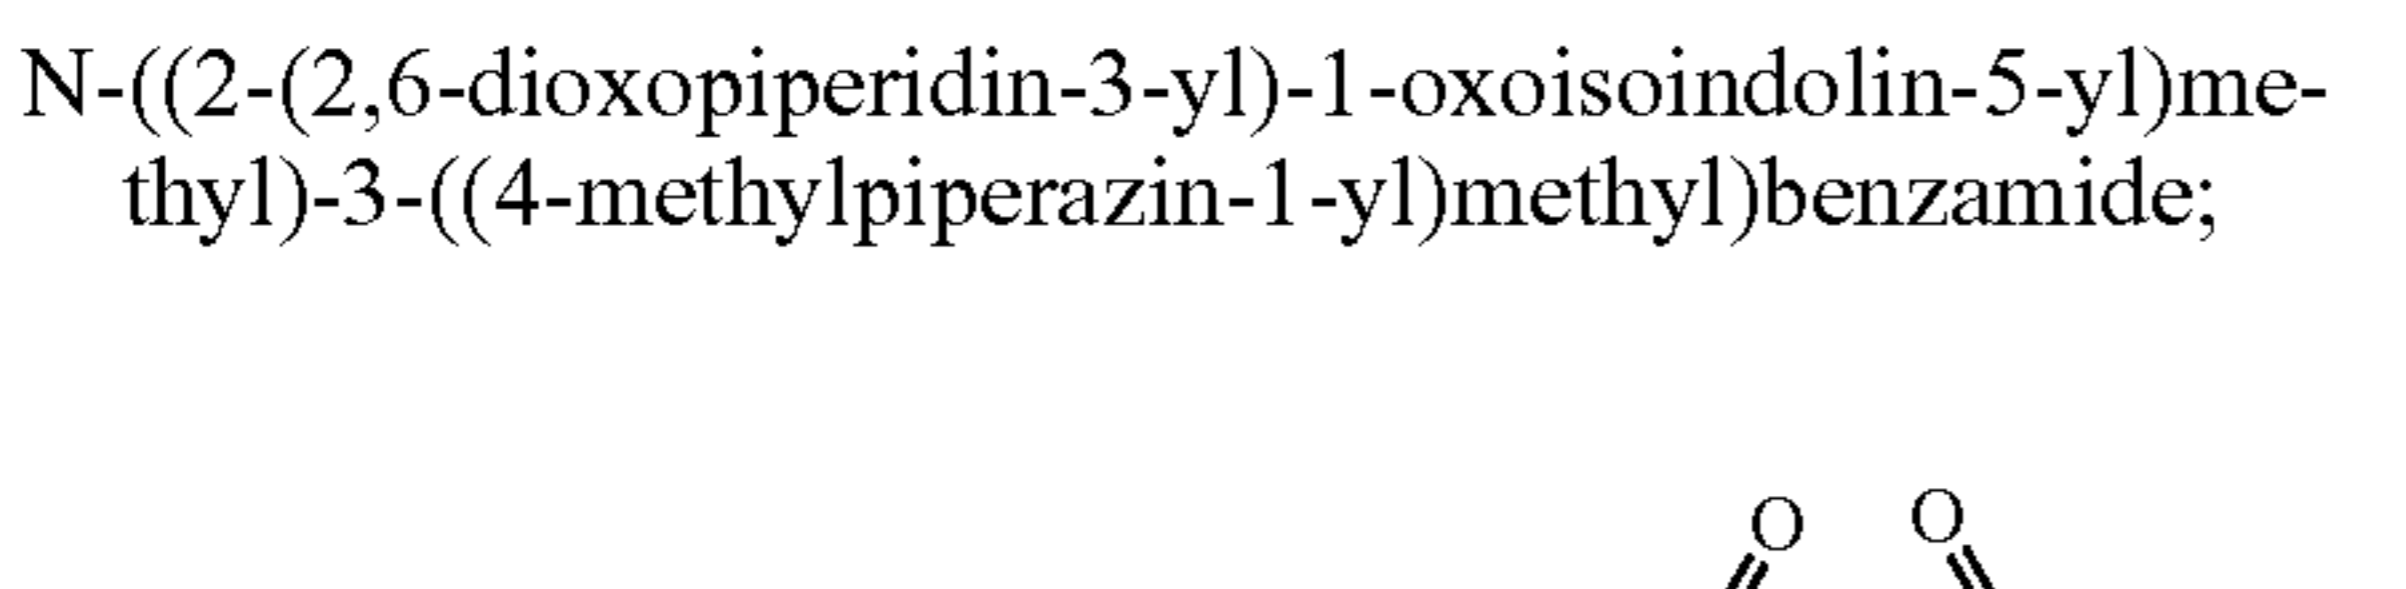 N-((2-(2,6-dioxopiperidin-3-yl)-1-oxoisoindolin-5-yl)me-
thyl)-3-((4-methylpiperazin-1-yl)methyl)benzamide;
O O